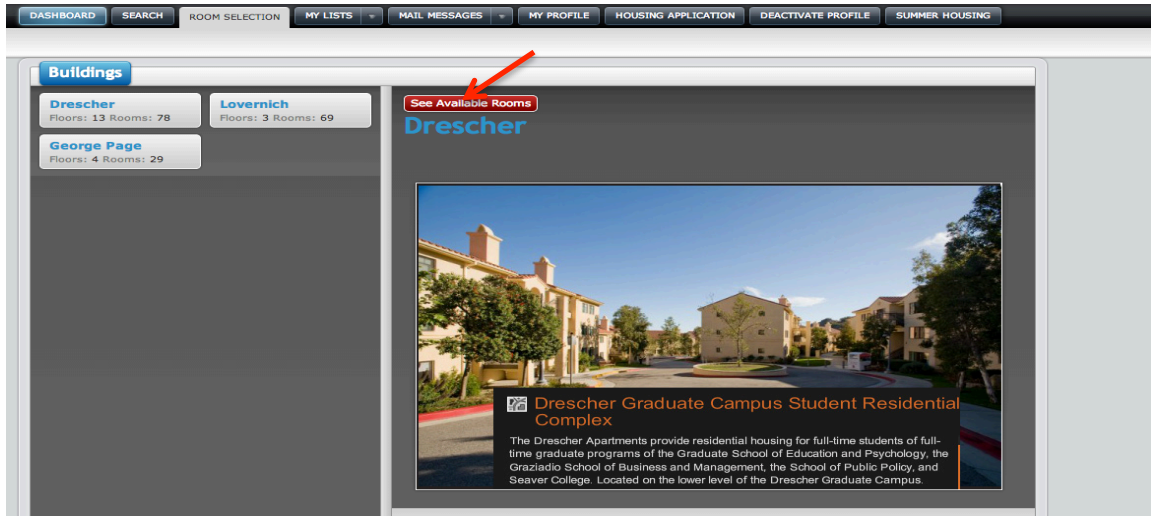 DASHBOARD SEARCH ROOM SELECTION MY LISTS MAIL MESSAGES MY PROFILE HOUSING APPLICATION DEACTIVATE PROFILE SUMMER HOUSING
Buildings
Drescher
Floors: 13 Rooms: 78
Lovernich
Floors: 3 Rooms: 69
George Page
Floors: 4 Rooms: 29
See Available Rooms
Drescher
Drescher Graduate Campus Student Residential
Complex
The Drescher Apartments provide residential housing for full-time students of full-
time graduate programs of the Graduate School of Education and Psychology, the
Graziadio School of Business and Management, the School of Public Policy, and
Seaver College. Located on the lower level of the Drescher Graduate Campus.